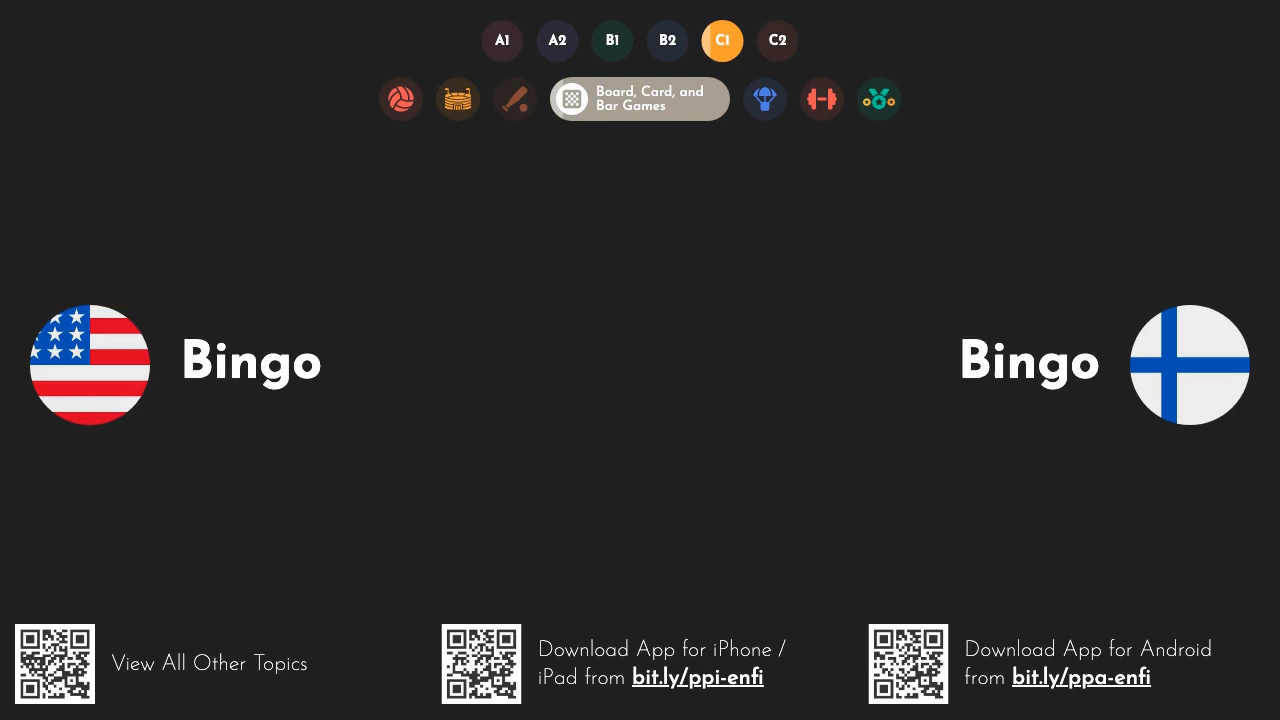 A1 A2 B1 B2 C1 C2
Board, Card, and
Bar Games
Bingo
Bingo
View All Other Topics
Download App for iPhone /
iPad from bit.ly/ppi-enfi
Download App for Android
from bit.ly/ppa-enfi